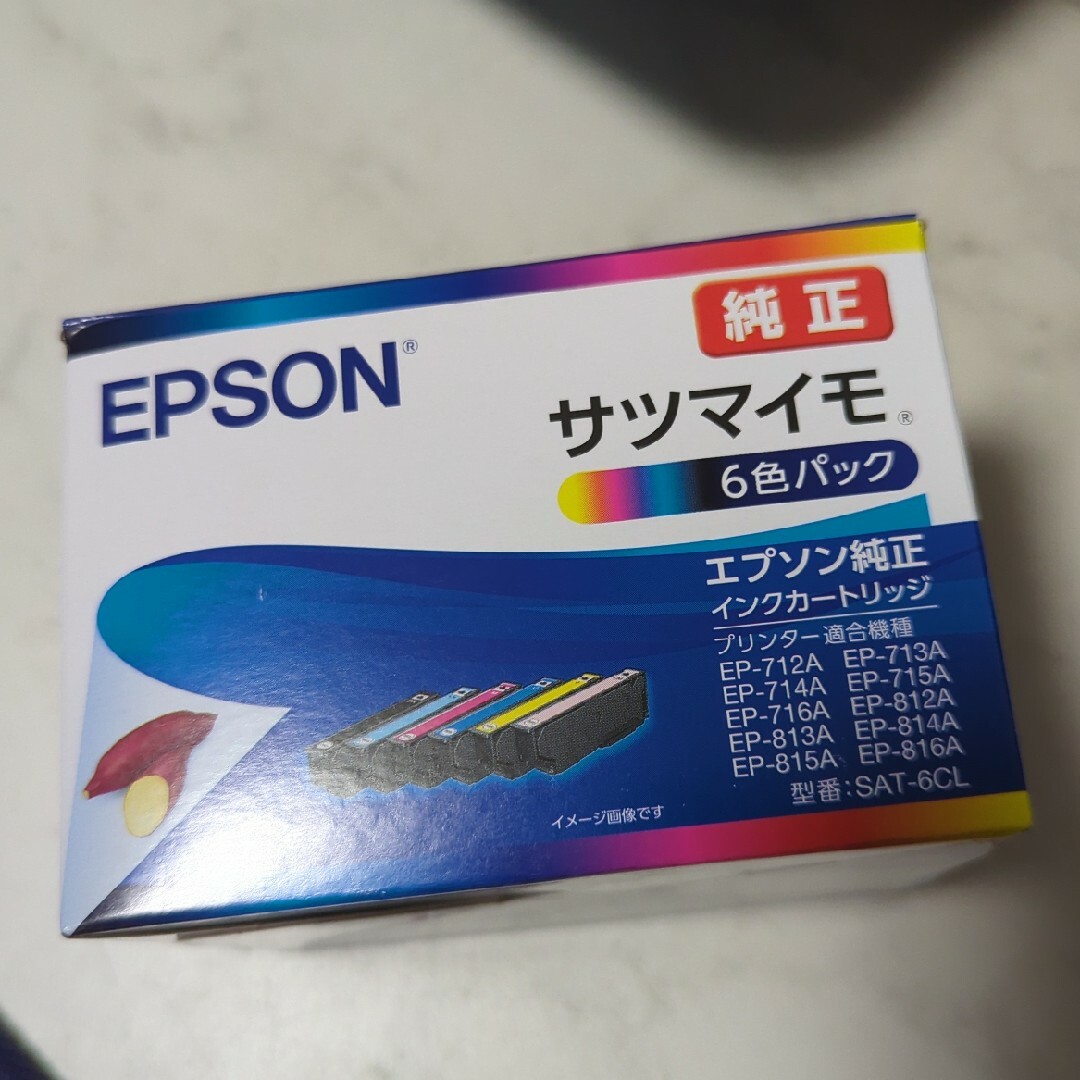 EPSON®
純正
サツマイモ®
6色パック
エプソン純正
インクカートリッジ
プリンター適合機種
EP-712A EP-713A
EP-714A EP-715A
EP-716A EP-812A
EP-813A EP-814A
EP-815A EP-816A
型番：SAT-6CL
イメージ画像です